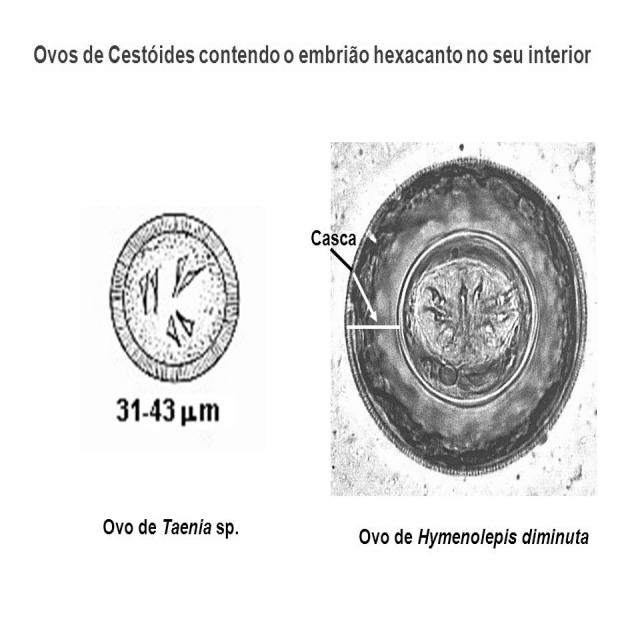 Ovos de Cestóides contendo o embrião hexacanto no seu interior
Casca
31-43 µm
Ovo de Taenia sp.
Ovo de Hymenolepis diminuta